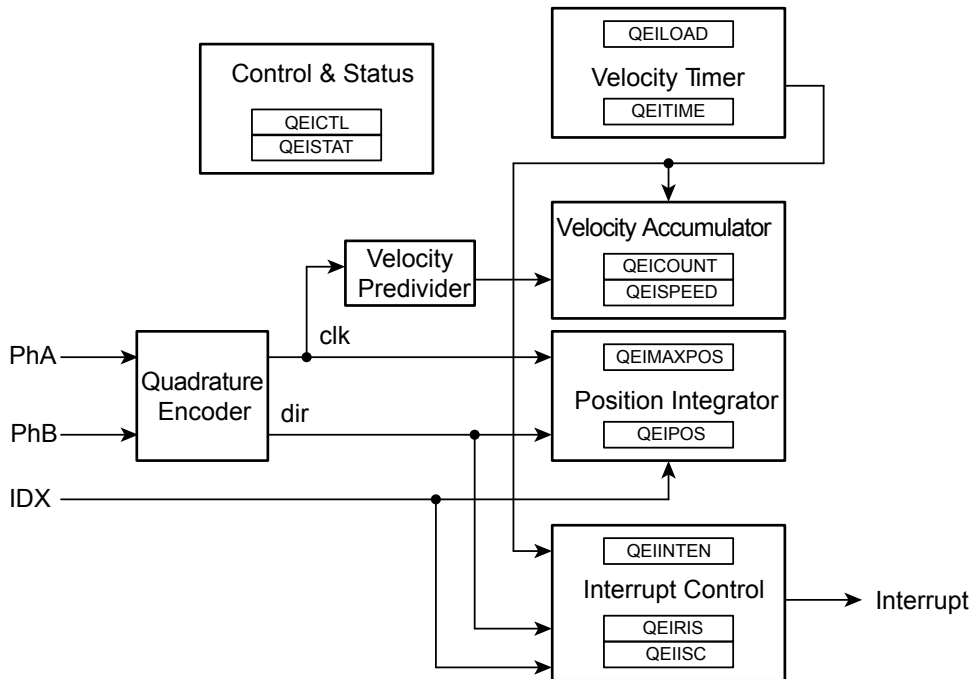 QEILOAD
Velocity Timer
QEITIME
Control & Status
QEICTL
QEISTAT
Velocity Accumulator
QEICOUNT
QEISPEED
Velocity
Predivider
clk
PhA
PhB
IDX
Quadrature
Encoder
dir
QEIMAXPOS
Position Integrator
QEIPOS
QEIINTEN
Interrupt Control
QEIRIS
QEIISC
Interrupt